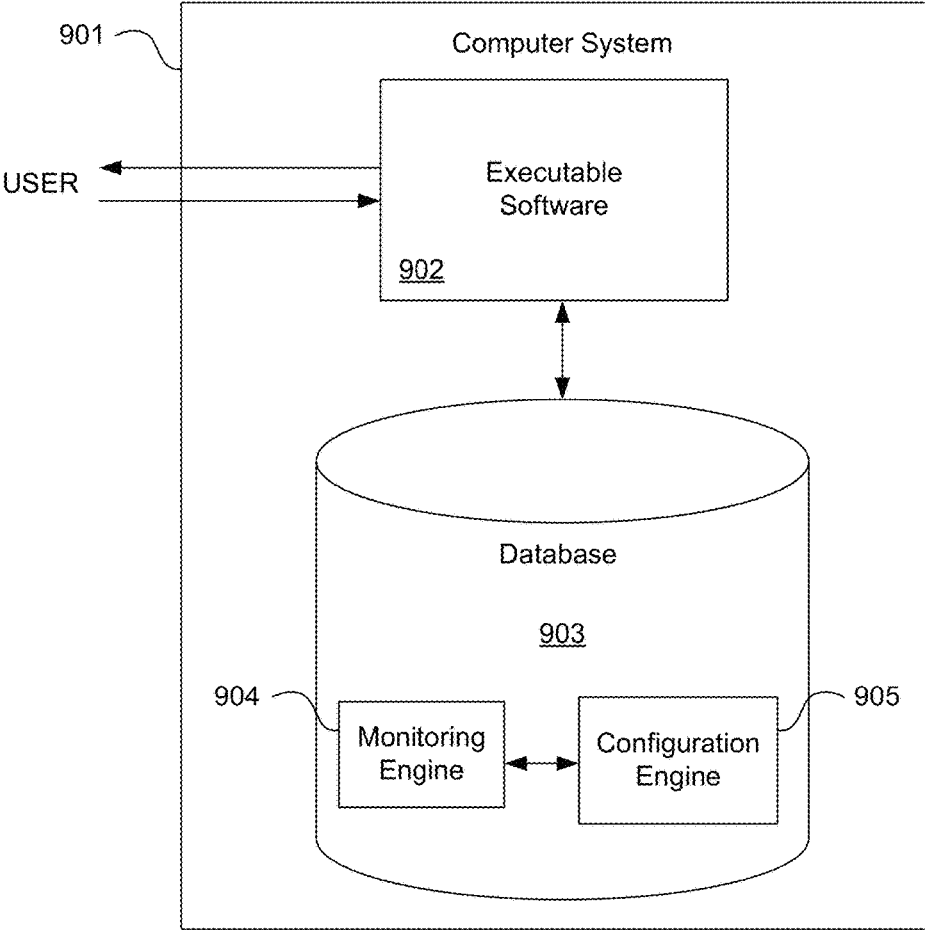 901
Computer System
USER
Executable
Software
902
Database
903
904
905
Monitoring
Engine
Configuration
Engine